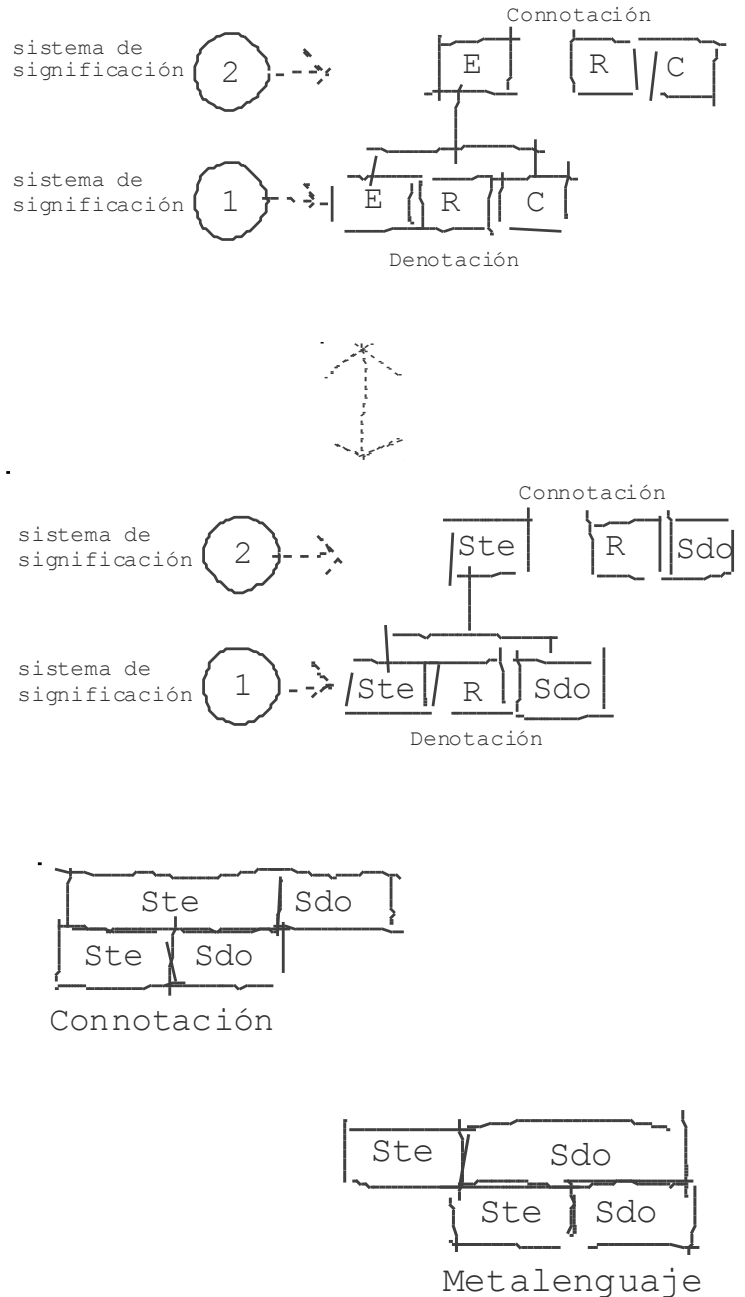 Connotación
sistema de
significación 2 E R C
sistema de
significación 1 E R C
Denotación
Connotación
sistema de
significación 2 Ste R Sdo
sistema de
significación 1 Ste R Sdo
Denotación
Ste Sdo
Ste Sdo
Connotación
Ste Sdo
Ste Sdo
Metalenguaje